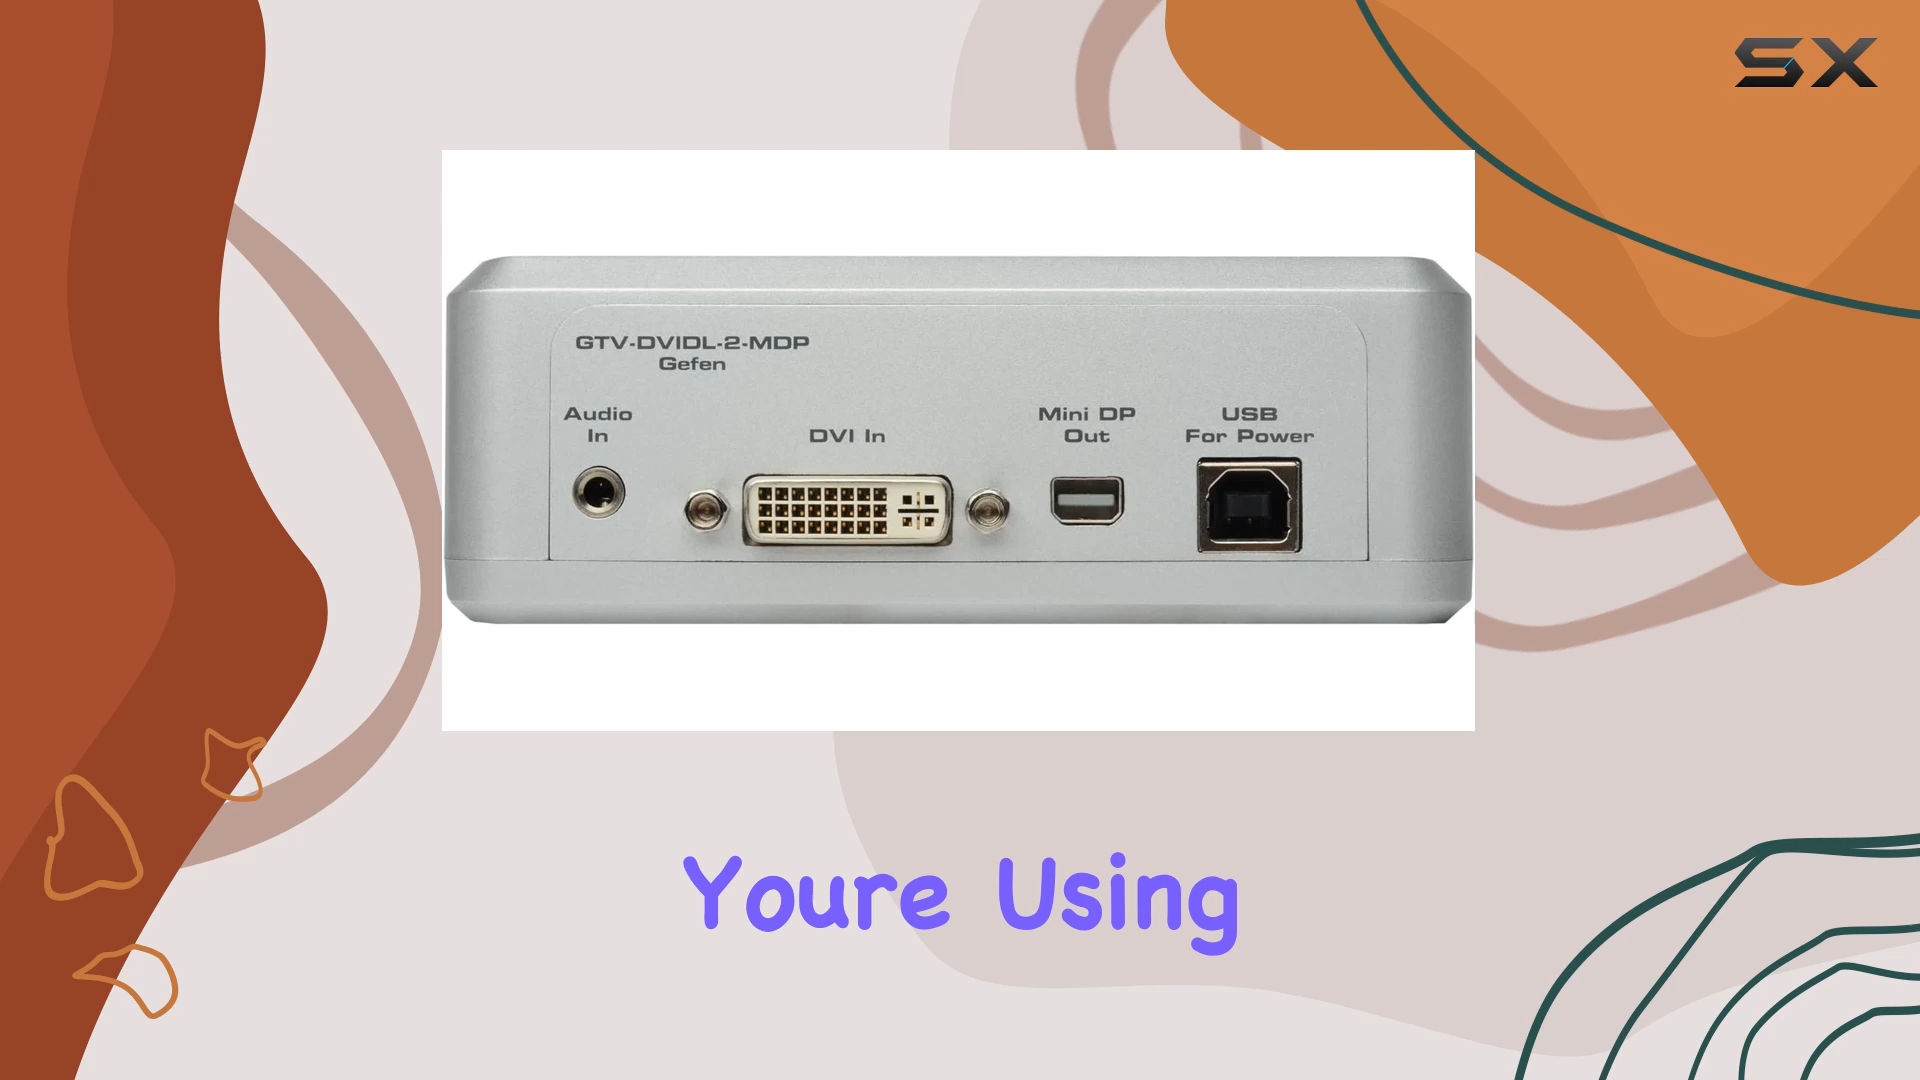 SX
GTV-DVIDL-2-MDP
Gefen
Audio
In
DVI In
Mini DP
Out
USB
For Power
Youre Using